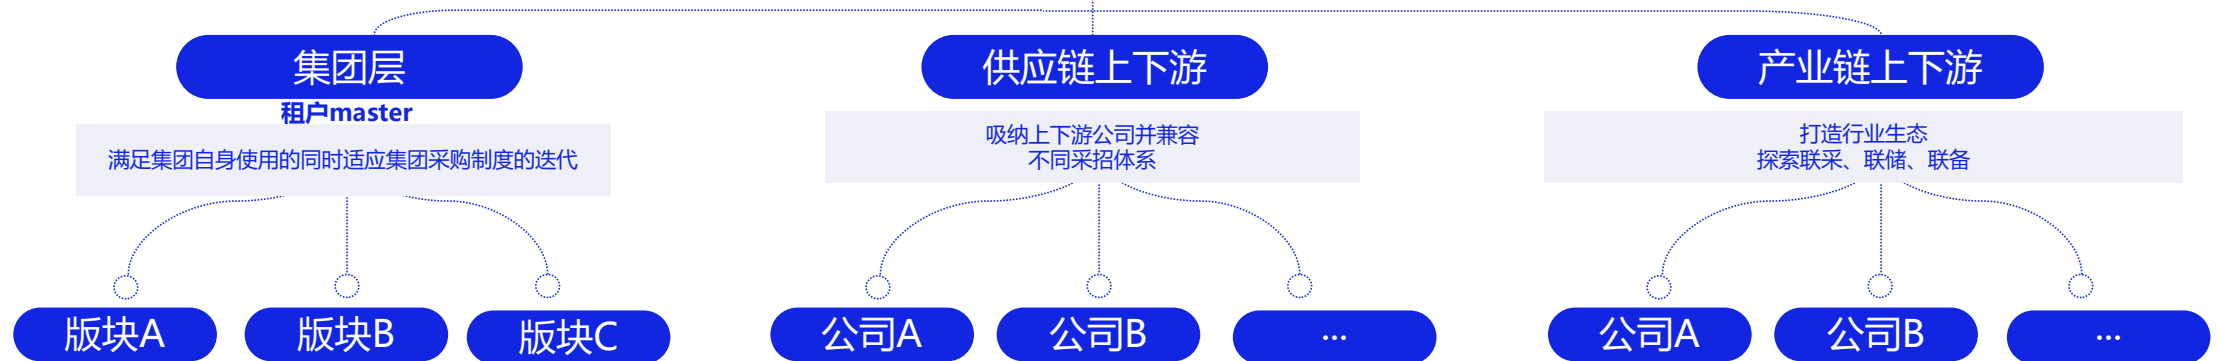 集团层
租户master
满足集团自身使用的同时适应集团采购制度的迭代
版块A
版块B
版块C
供应链上下游
吸纳上下游公司并兼容
不同采招体系
公司A
公司B
...
产业链上下游
打造行业生态
探索联采、联储、联备
公司A
公司B
...